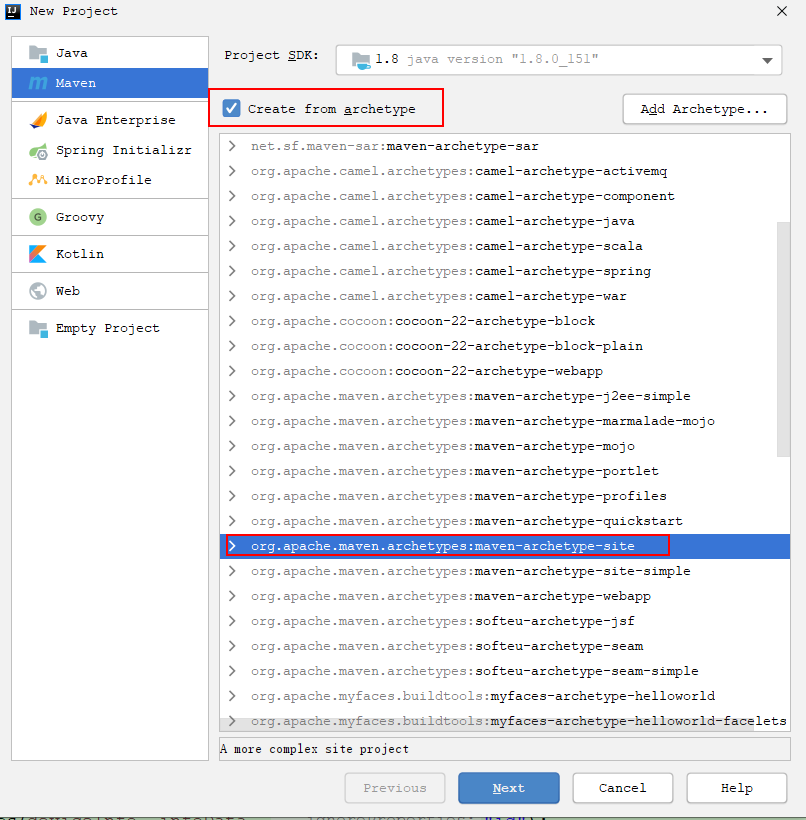 New Project
Java
Maven
Java Enterprise
Spring Initializr
MicroProfile
Groovy
Kotlin
Web
Empty Project
Project SDK: 1.8 java version "1.8.0_151"
Create from archetype
Add Archetype...
net.sf.maven-sar:maven-archetype-sar
org.apache.camel.archetypes:camel-archetype-activemq
org.apache.camel.archetypes:camel-archetype-component
org.apache.camel.archetypes:camel-archetype-java
org.apache.camel.archetypes:camel-archetype-scala
org.apache.camel.archetypes:camel-archetype-spring
org.apache.camel.archetypes:camel-archetype-war
org.apache.cocoon:cocoon-22-archetype-block
org.apache.cocoon:cocoon-22-archetype-block-plain
org.apache.cocoon:cocoon-22-archetype-webapp
org.apache.maven.archetypes:maven-archetype-j2ee-simple
org.apache.maven.archetypes:maven-archetype-marmalade-mojo
org.apache.maven.archetypes:maven-archetype-mojo
org.apache.maven.archetypes:maven-archetype-portlet
org.apache.maven.archetypes:maven-archetype-profiles
org.apache.maven.archetypes:maven-archetype-quickstart
org.apache.maven.archetypes:maven-archetype-site
org.apache.maven.archetypes:maven-archetype-site-simple
org.apache.maven.archetypes:maven-archetype-webapp
org.apache.maven.archetypes:softeu-archetype-jsf
org.apache.maven.archetypes:softeu-archetype-seam
org.apache.maven.archetypes:softeu-archetype-seam-simple
org.apache.myfaces.buildtools:myfaces-archetype-helloworld
org.apache.myfaces.buildtools:myfaces-archetype-helloworld-facelets
A more complex site project
Previous
Next
Cancel
Help